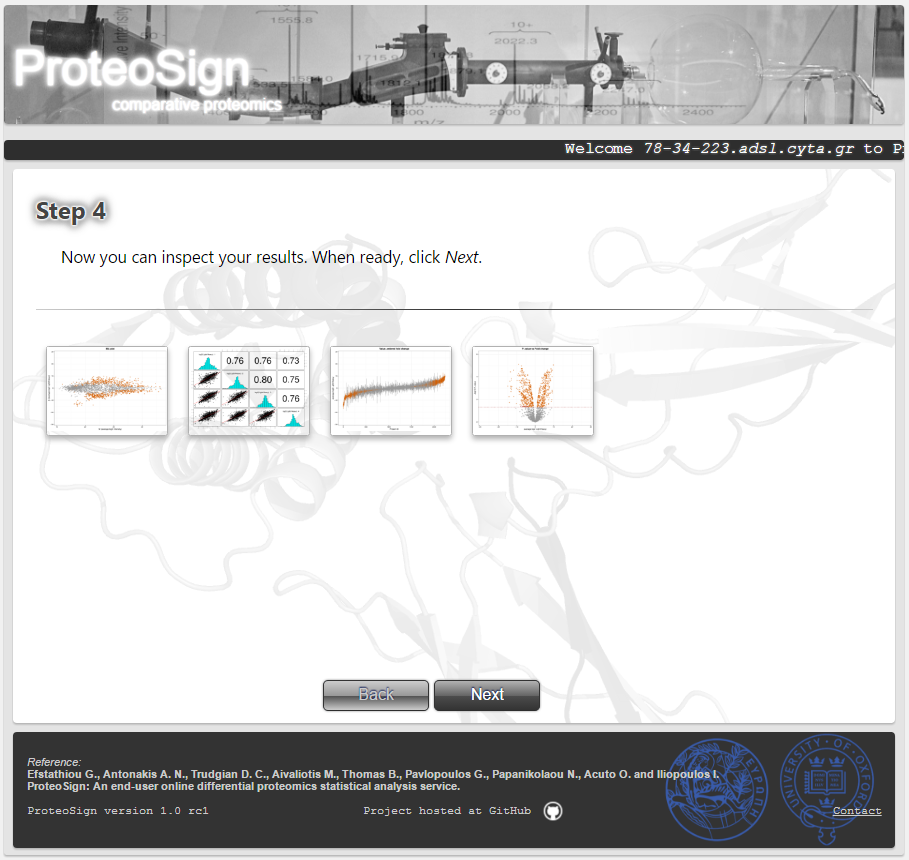 1555.8
10+
2022.3
1715.5
ProteoSign
comparative proteomics
m/z
2000
2200
2400
Welcome 78-34-223.adsl.cyta.gr to P
Step 4
Now you can inspect your results. When ready, click Next.
0.76 0.76 0.73
0.80 0.75
0.76
Back Next
Reference:
Efstathiou G., Antonakis A. N., Trudgian D. C., Aivaliotis M., Thomas B., Pavlopoulos G., Papanikolaou N., Acuto O. and Iliopoulos I.
ProteoSign: An end-user online differential proteomics statistical analysis service.
UNIVERSITY OF OXFORD
ProteoSign version 1.0 rc1 Project hosted at GitHub Contact